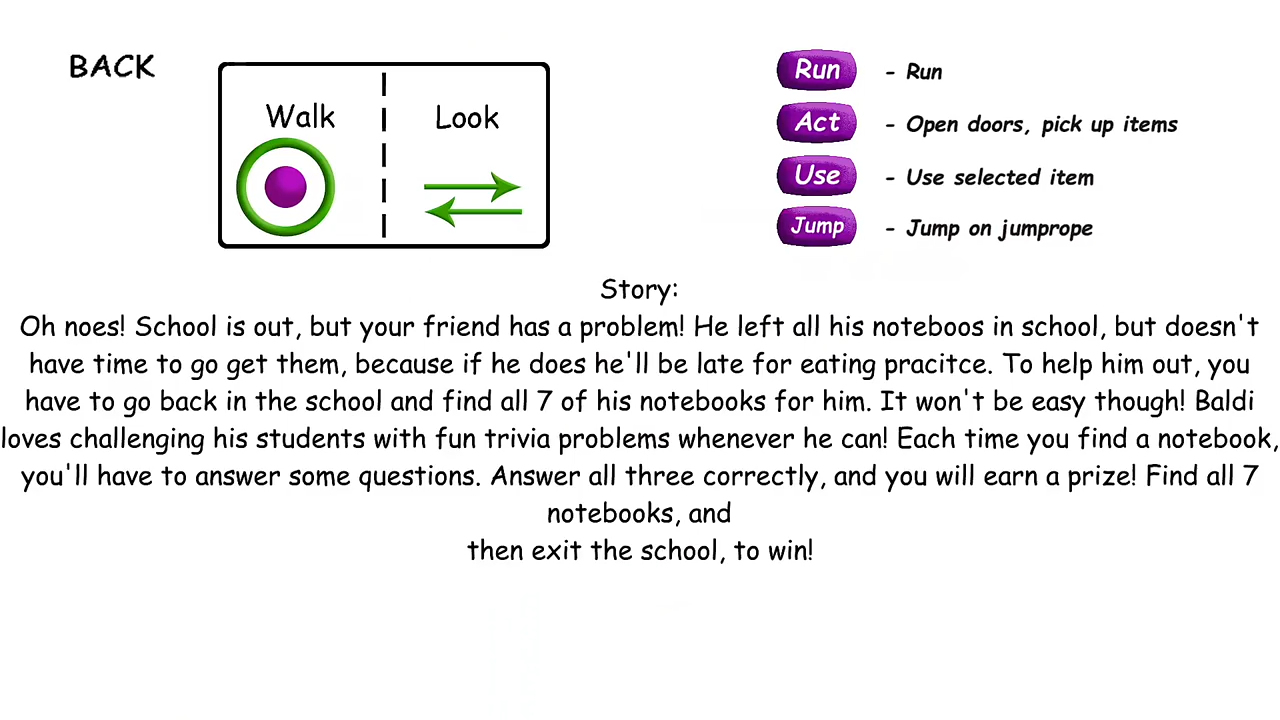 BACK
Walk
Look
Run - Run
Act - Open doors, pick up items
Use - Use selected item
Jump - Jump on jumprope
Story:
Oh noes! School is out, but your friend has a problem! He left all his noteboos in school, but doesn't
have time to go get them, because if he does he'll be late for eating pracitce. To help him out, you
have to go back in the school and find all 7 of his notebooks for him. It won't be easy though! Baldi
loves challenging his students with fun trivia problems whenever he can! Each time you find a notebook,
you'll have to answer some questions. Answer all three correctly, and you will earn a prize! Find all 7
notebooks, and
then exit the school, to win!